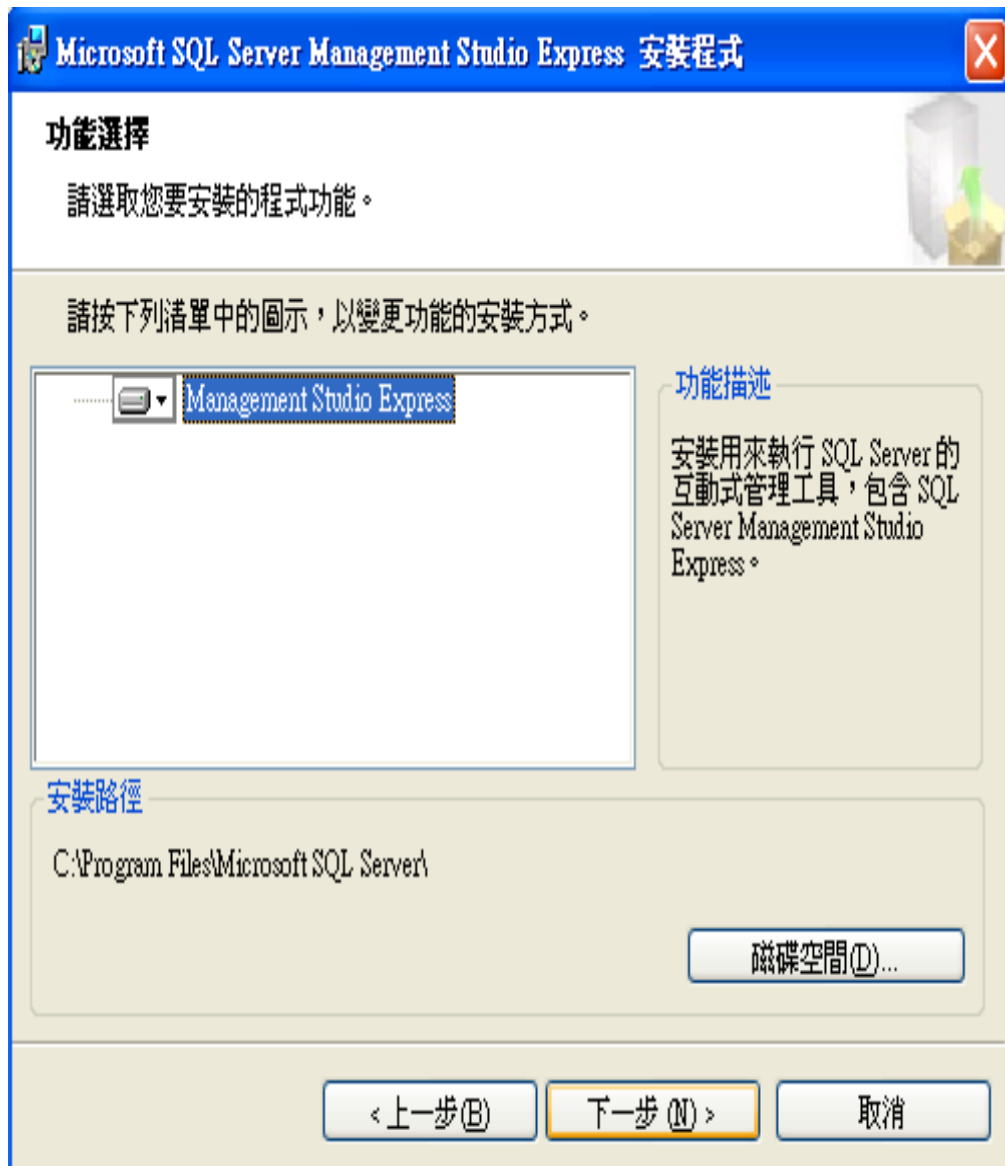 Microsoft SQL Server Management Studio Express 安裝程式
功能選擇
請選取您要安裝的程式功能。
請按下列清單中的圖示，以變更功能的安裝方式。
Management Studio Express
功能描述
安裝用來執行 SQL Server 的
互動式管理工具，包含 SQL
Server Management Studio
Express。
安裝路徑
C:\Program Files\Microsoft SQL Server\
磁碟空間(D)...
<上一步(B)
下一步(N)>
取消